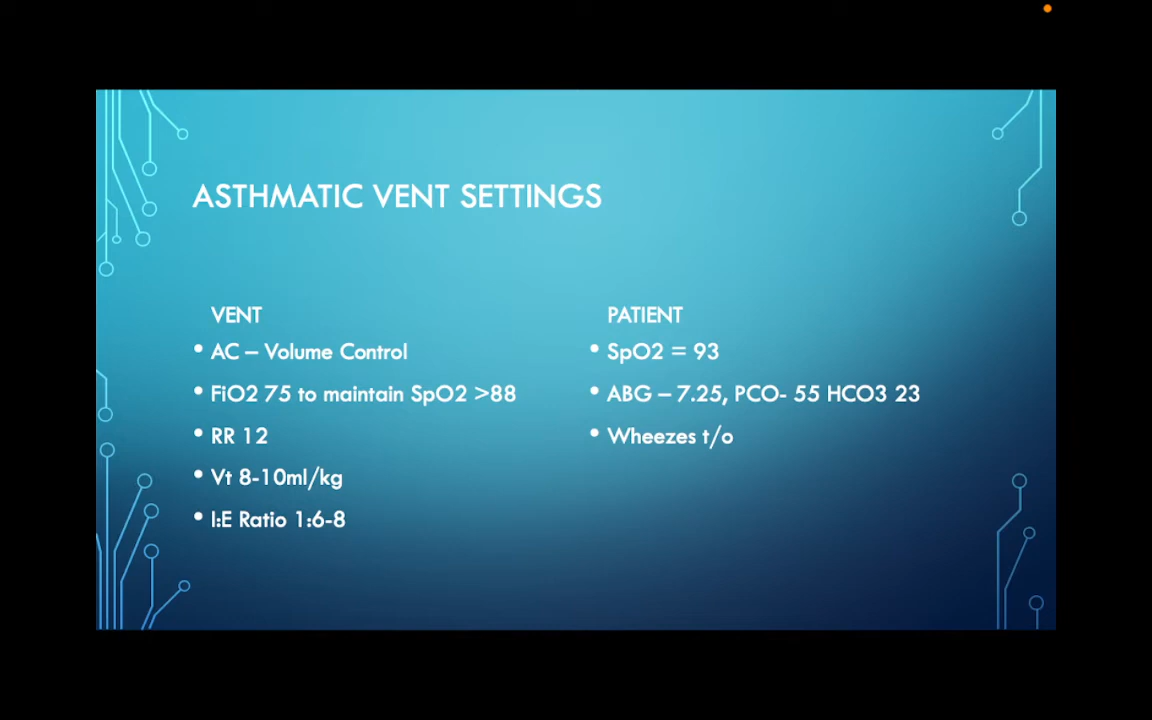 ASTHMATIC VENT SETTINGS
VENT
• AC – Volume Control
• FiO2 75 to maintain SpO2 >88
• RR 12
• Vt 8-10ml/kg
• I:E Ratio 1:6-8
PATIENT
• SpO2 = 93
• ABG – 7.25, PCO- 55 HCO3 23
• Wheezes t/o